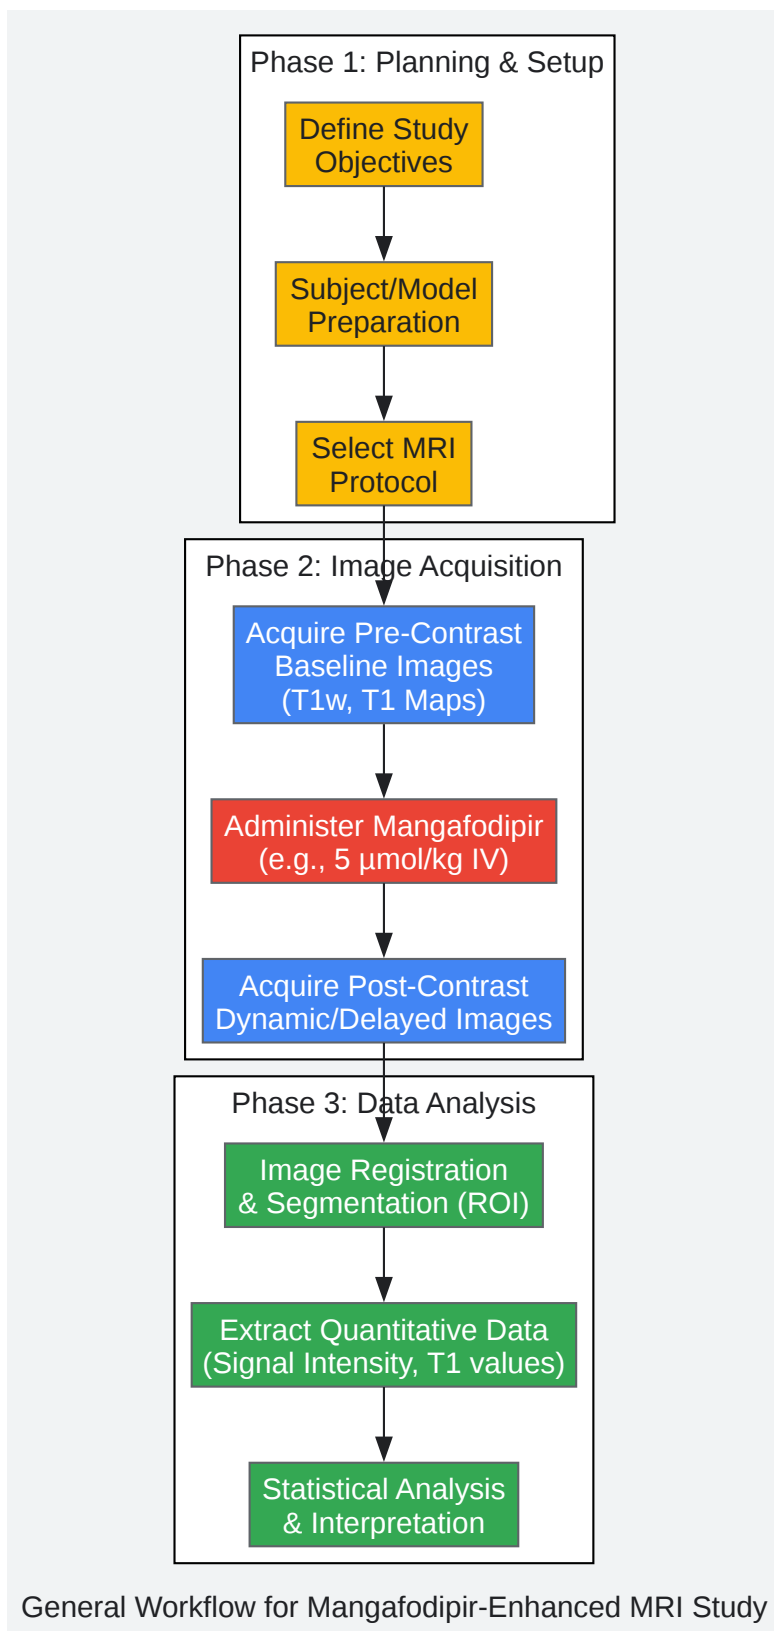 Phase 1: Planning & Setup
Define Study
Objectives
Subject/Model
Preparation
Select MRI
Protocol
Phase 2: Image Acquisition
Acquire Pre-Contrast
Baseline Images
(T1w, T1 Maps)
Administer Mangafodipir
(e.g., 5 µmol/kg IV)
Acquire Post-Contrast
Dynamic/Delayed Images
Phase 3: Data Analysis
Image Registration
& Segmentation (ROI)
Extract Quantitative Data
(Signal Intensity, T1 values)
Statistical Analysis
& Interpretation
General Workflow for Mangafodipir-Enhanced MRI Study